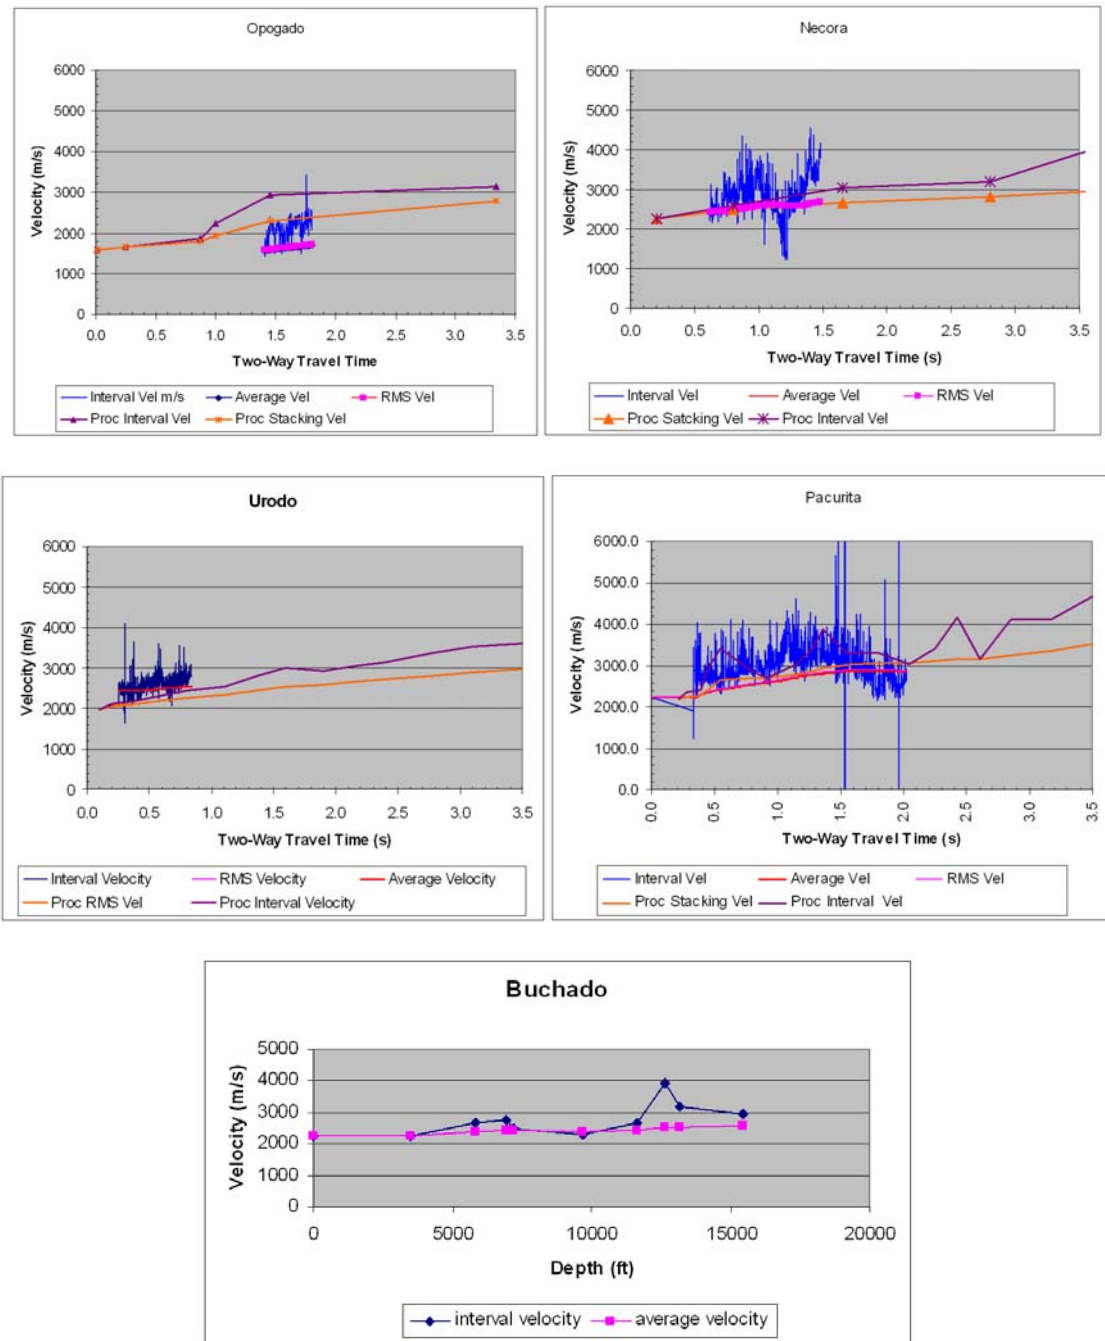 Opogado
6000
5000
4000
3000
2000
1000
0
Velocity (m/s)
0.0 0.5 1.0 1.5 2.0 2.5 3.0 3.5
Two-Way Travel Time
Interval Vel m/s Average Vel RMS Vel
Proc Interval Vel Proc Stacking Vel
Necora
6000
5000
4000
3000
2000
1000
0
Velocity (m/s)
0.0 0.5 1.0 1.5 2.0 2.5 3.0 3.5
Two-Way Travel Time (s)
Interval Vel Average Vel RMS Vel
Proc Satcking Vel Proc Interval Vel
Urodo
6000
5000
4000
3000
2000
1000
0
Velocity (m/s)
0.0 0.5 1.0 1.5 2.0 2.5 3.0 3.5
Two-Way Travel Time (s)
Interval Velocity RMS Velocity Average Velocity
Proc RMS Vel Proc Interval Velocity
Pacurita
6000.0
5000.0
4000.0
3000.0
2000.0
1000.0
0.0
Velocity (m/s)
0.0 0.5 1.0 1.5 2.0 2.5 3.0 3.5
Two-Way Travel Time (s)
Interval Vel Average Vel RMS Vel
Proc Stacking Vel Proc Interval Vel
Buchado
5000
4000
3000
2000
1000
0
Velocity (m/s)
0 5000 10000 15000 20000
Depth (ft)
interval velocity average velocity